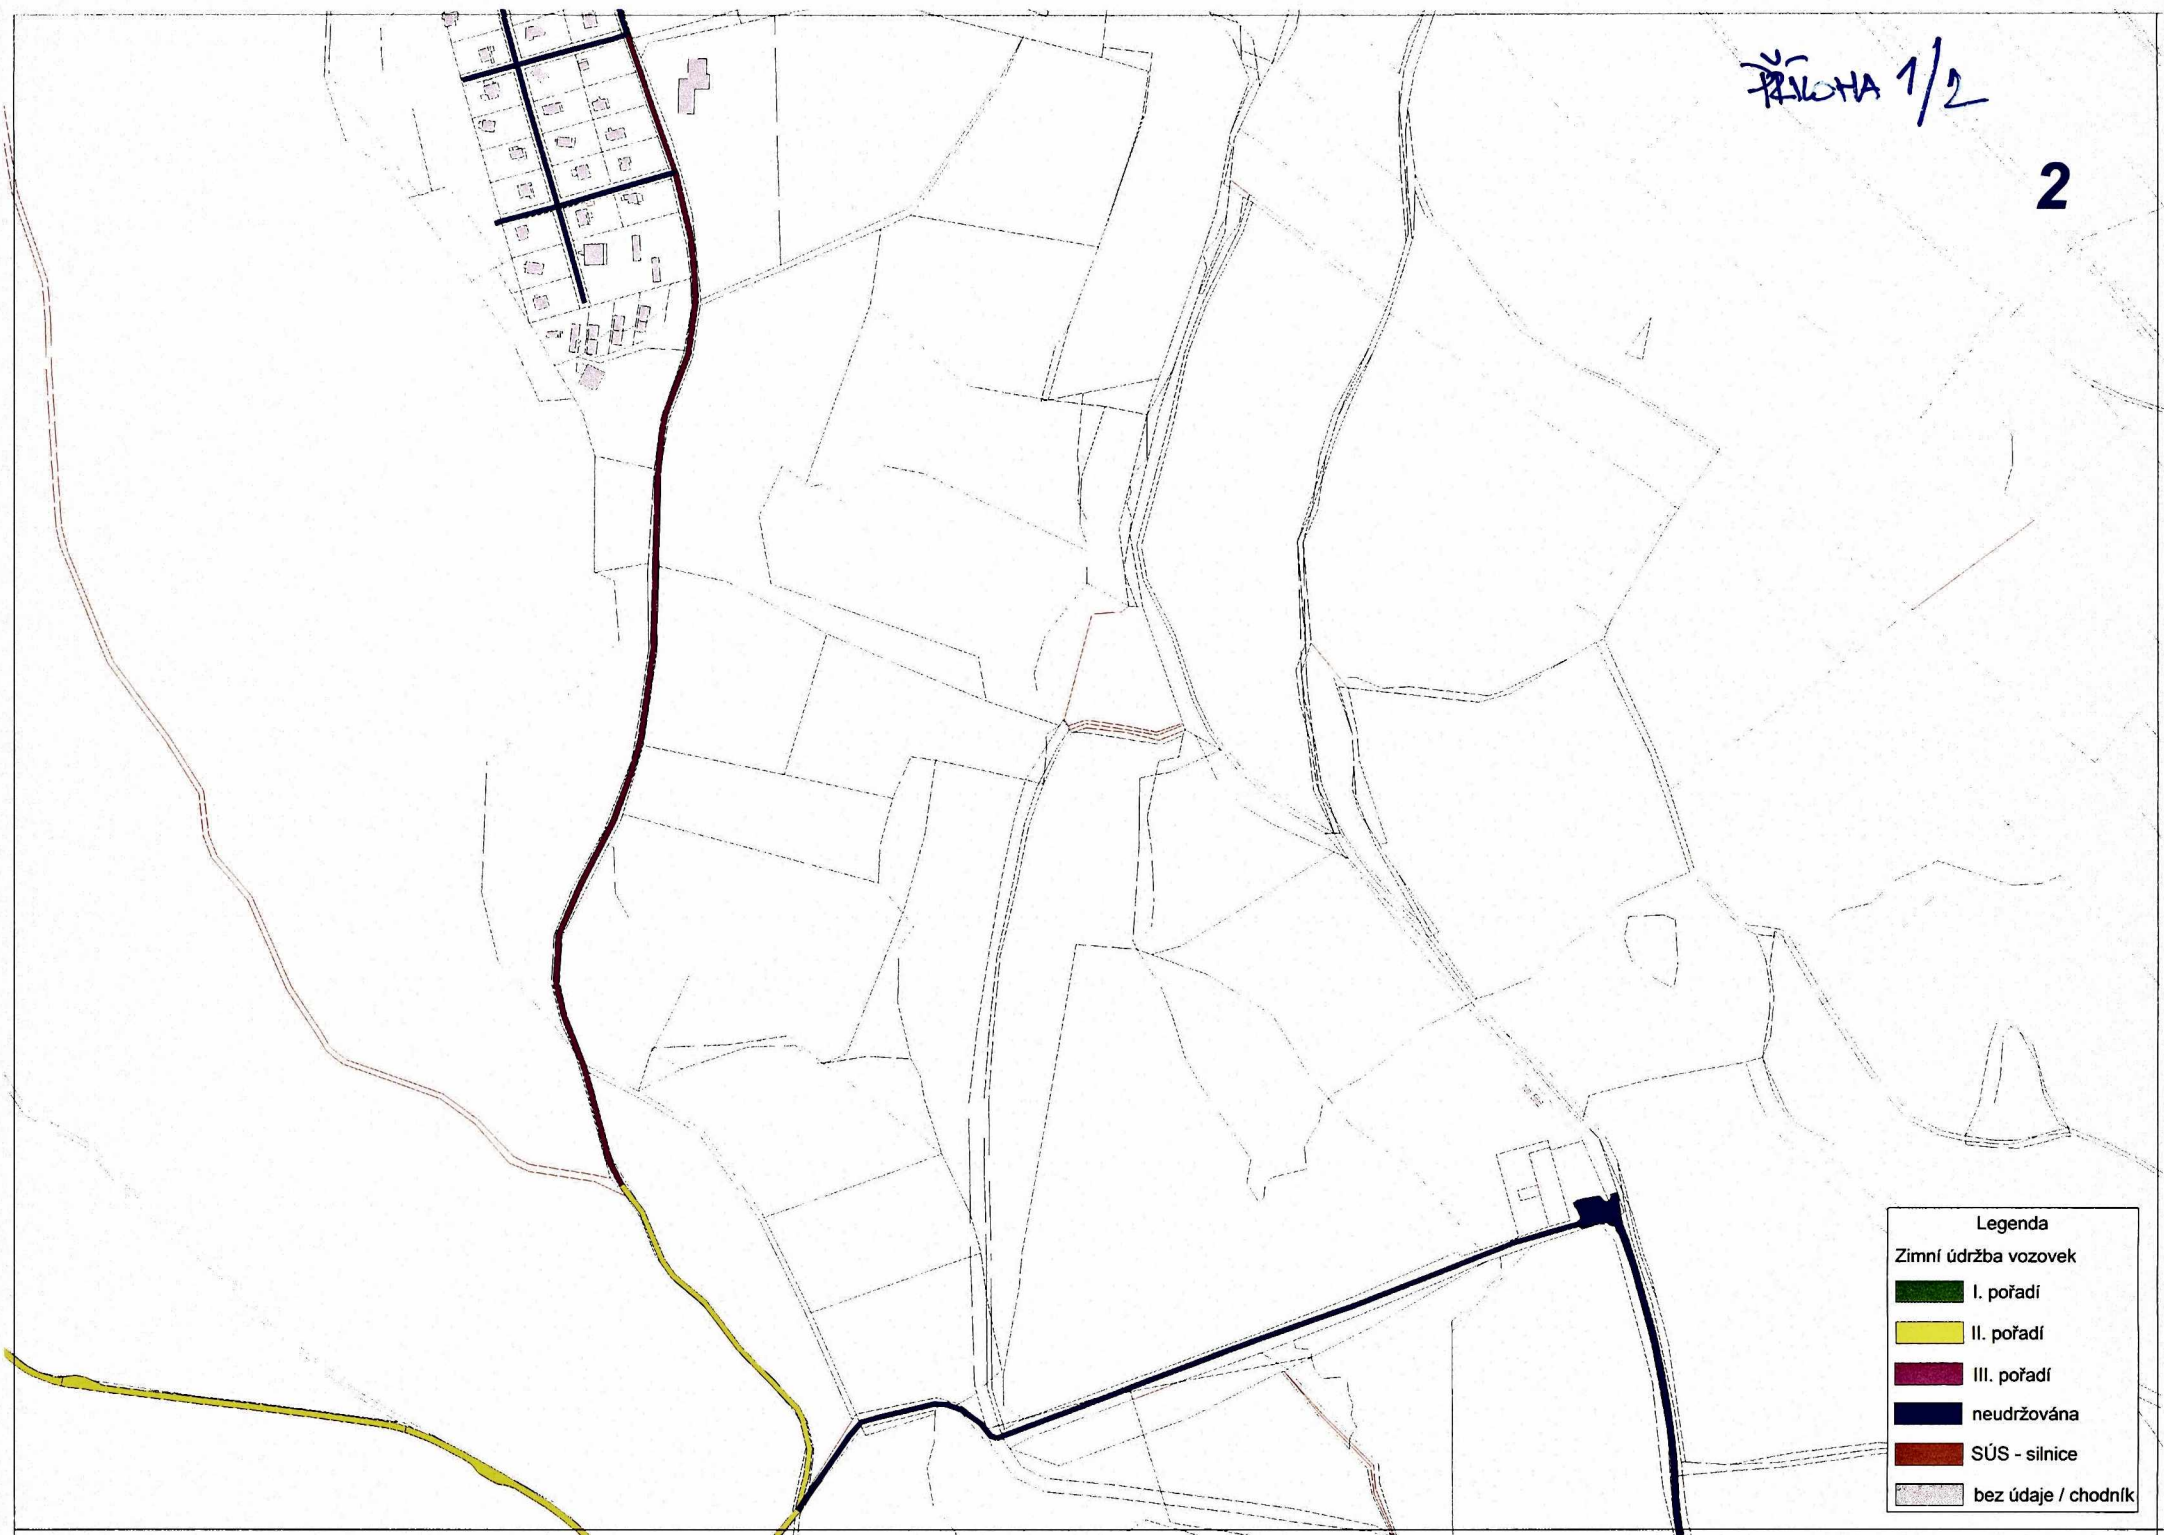 PŘÍLOHA 1/2
2
Legenda
Zimní údržba vozovek
I. pořadí
II. pořadí
III. pořadí
neudržována
SÚS - silnice
bez údaje / chodník